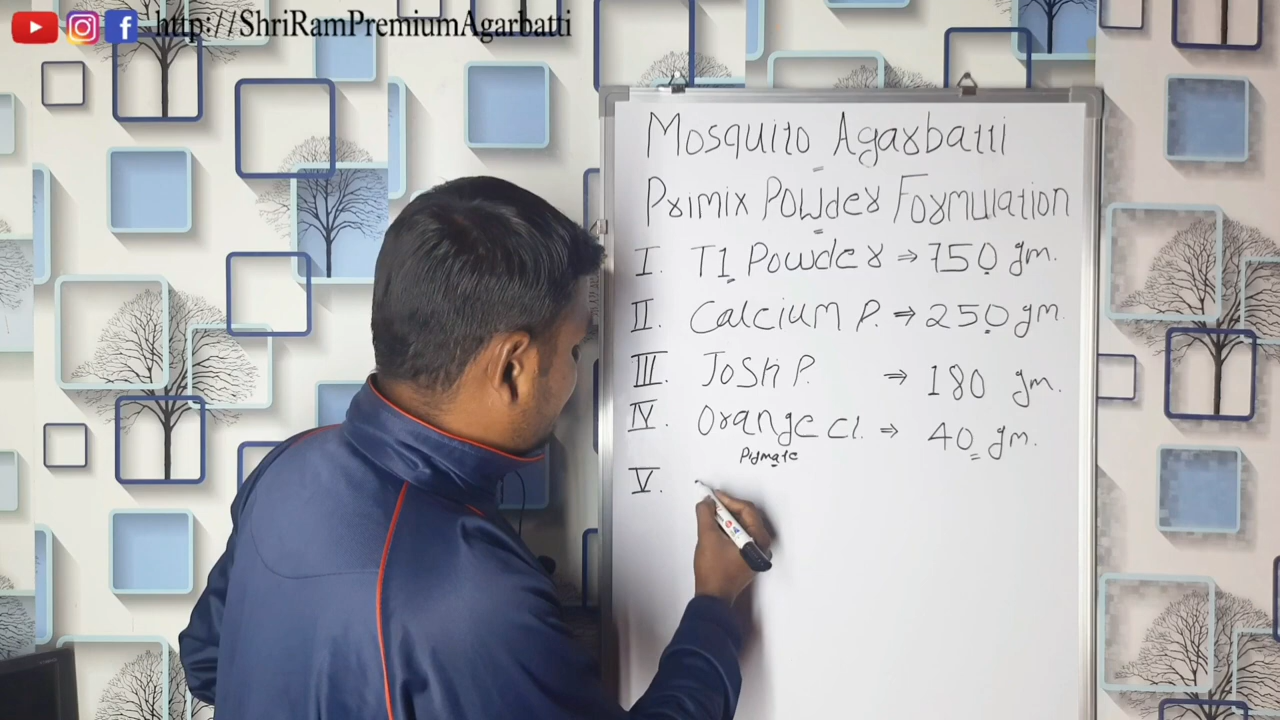 http://ShriRamPremiumAgarbatti
Mosquito Agarbatti
Primix Powder Formulation
I. T1 Powder ⇒ 750 gm.
II. Calcium P. ⇒ 250 gm.
III. Josh P. ⇒ 180 gm.
IV. Orange Cl. ⇒ 40 gm.
Pigmate
V.